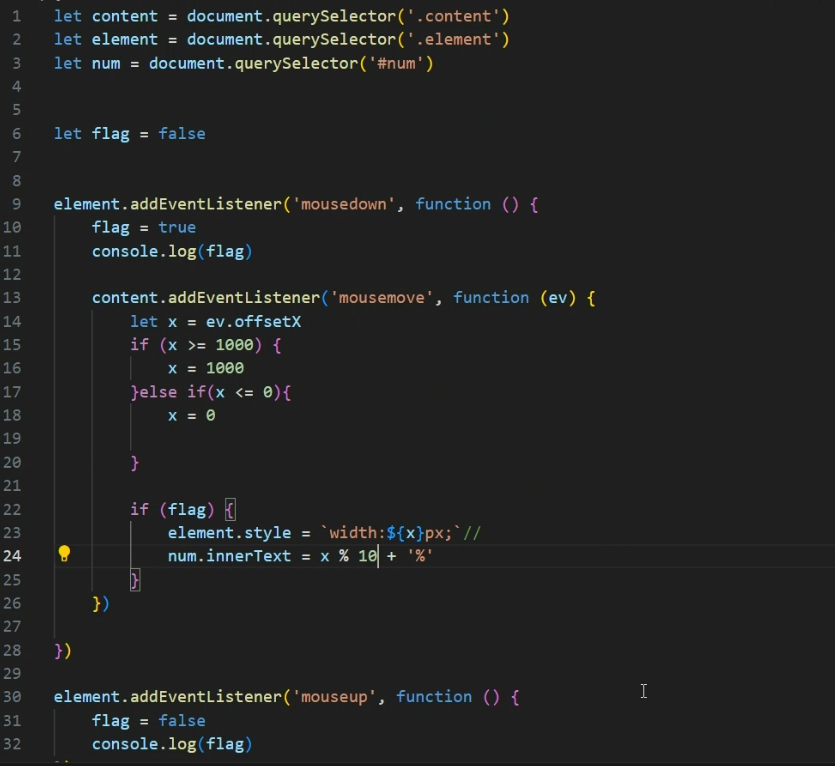 1 let content = document.querySelector('.content')
2 let element = document.querySelector('.element')
3 let num = document.querySelector('#num')
4
5
6 let flag = false
7
8
9 element.addEventListener('mousedown', function () {
10 flag = true
11 console.log(flag)
12
13 content.addEventListener('mousemove', function (ev) {
14 let x = ev.offsetX
15 if (x >= 1000) {
16 x = 1000
17 }else if(x <= 0){
18 x = 0
19
20 }
21
22 if (flag) {
23 element.style = `width:${x}px;`//
24 num.innerText = x % 10 + '%'
25 }
26 })
27
28 })
29
30 element.addEventListener('mouseup', function () {
31 flag = false
32 console.log(flag)